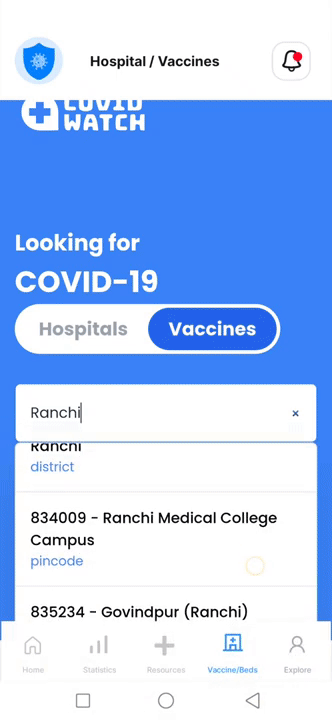 Hospital / Vaccines
COVID
WATCH
Looking for
COVID-19
Hospitals
Vaccines
Ranchi
×
Ranchi
district
834009 - Ranchi Medical College
Campus
pincode
835234 - Govindpur (Ranchi)
Home
Statistics
Resources
Vaccine/Beds
Explore